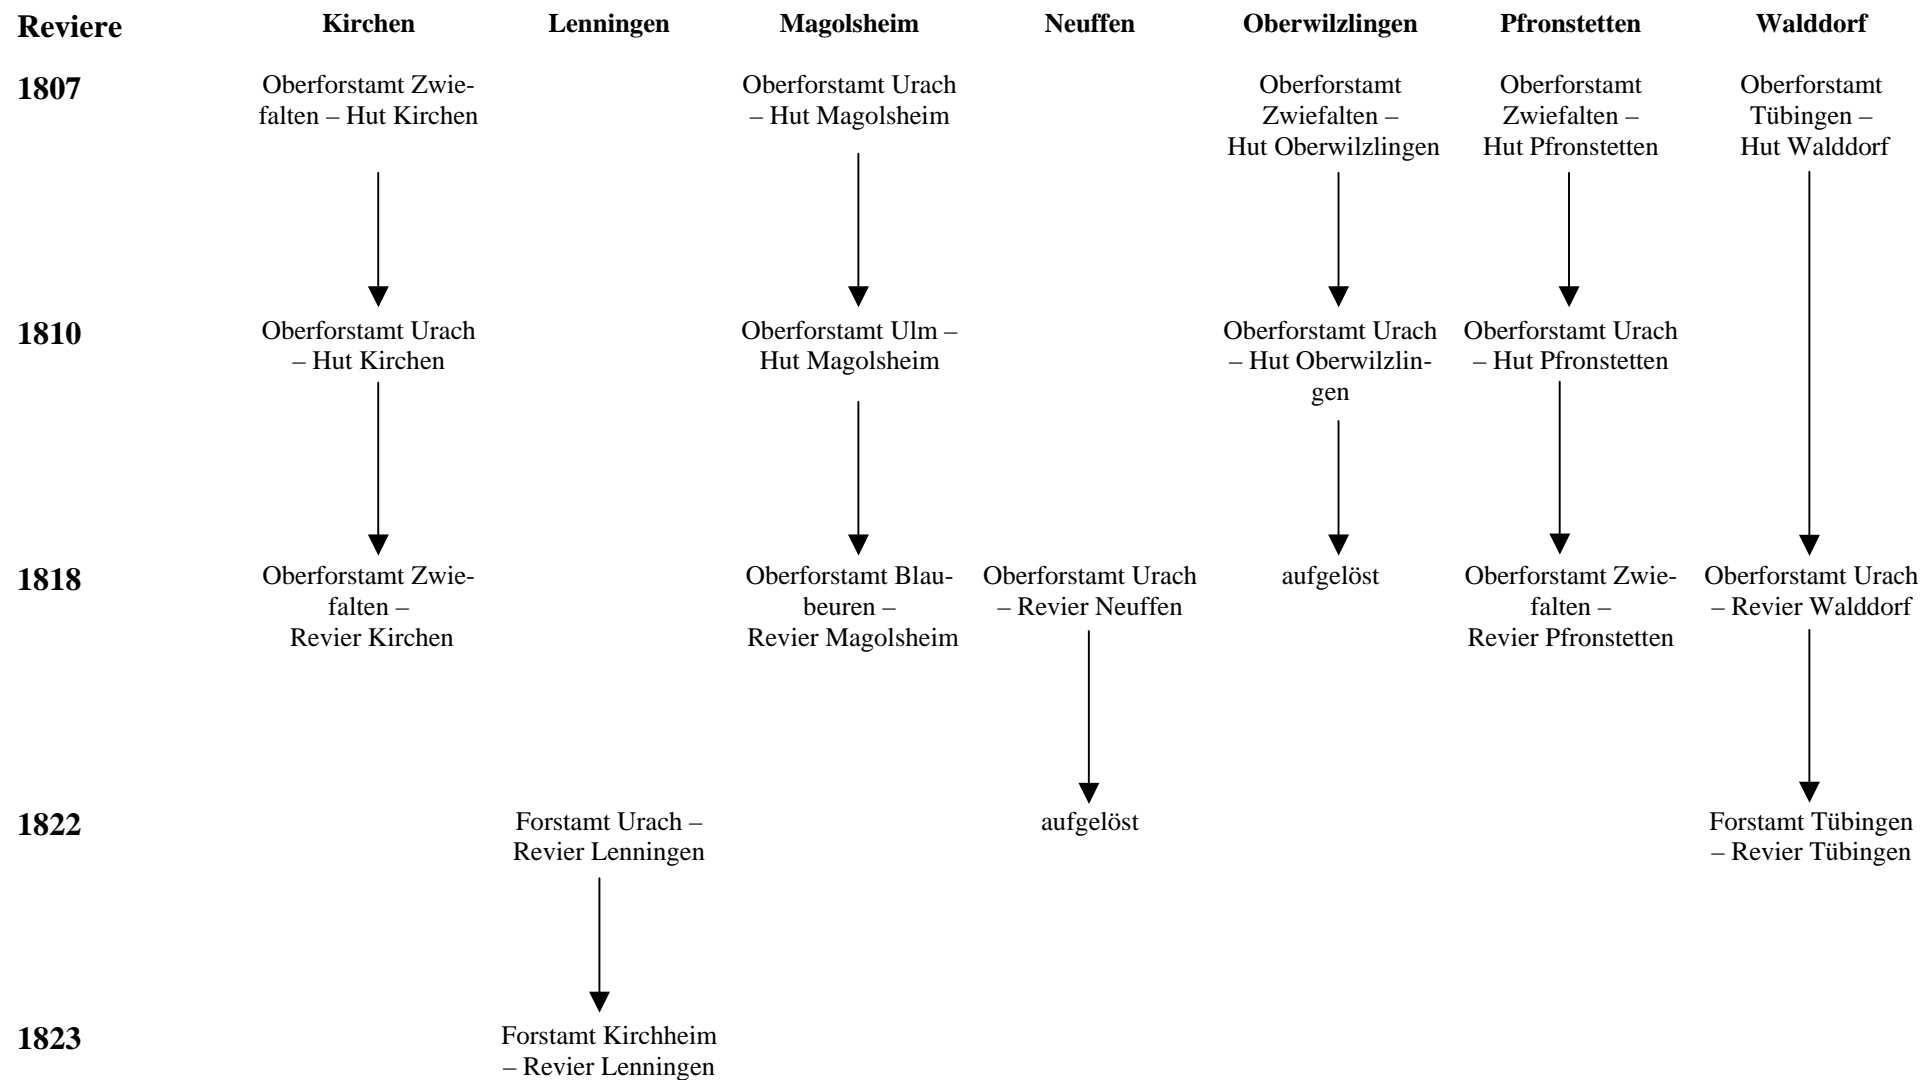 Reviere
Kirchen
Lenningen
Magolsheim
Neuffen
Oberwilzlingen
Pfronstetten
Walddorf
1807
Oberforstamt Zwie-
falten – Hut Kirchen
Oberforstamt Urach
– Hut Magolsheim
Oberforstamt
Zwiefalten –
Hut Oberwilzlingen
Oberforstamt
Zwiefalten –
Hut Pfronstetten
Oberforstamt
Tübingen –
Hut Walddorf
1810
Oberforstamt Urach
– Hut Kirchen
Oberforstamt Ulm –
Hut Magolsheim
Oberforstamt Urach
– Hut Oberwilzlin-
gen
Oberforstamt Urach
– Hut Pfronstetten
1818
Oberforstamt Zwie-
falten –
Revier Kirchen
Oberforstamt Blau-
beuren –
Revier Magolsheim
Oberforstamt Urach
– Revier Neuffen
aufgelöst
Oberforstamt Zwie-
falten –
Revier Pfronstetten
Oberforstamt Urach
– Revier Walddorf
1822
Forstamt Urach –
Revier Lenningen
aufgelöst
Forstamt Tübingen
– Revier Tübingen
1823
Forstamt Kirchheim
– Revier Lenningen